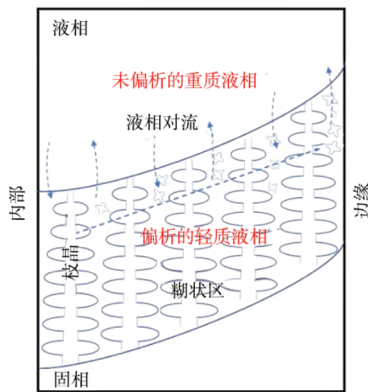 液相
未偏析的重质液相
液相对流
内部
边缘
偏析的轻质液相
枝晶
糊状区
固相